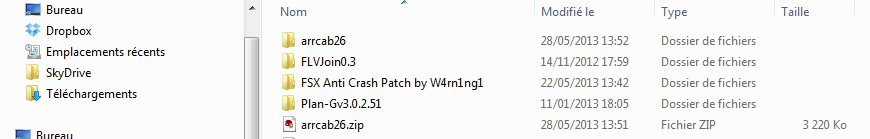 Bureau
Dropbox
Emplacements récents
SkyDrive
Téléchargements
Bureau
Nom Modifié le Type Taille
arrcab26 28/05/2013 13:52 Dossier de fichiers
FLVJoin0.3 14/11/2012 17:59 Dossier de fichiers
FSX Anti Crash Patch by W4rn1ng1 22/05/2013 13:42 Dossier de fichiers
Plan-Gv3.0.2.51 11/01/2013 18:05 Dossier de fichiers
arrcab26.zip 28/05/2013 13:51 Fichier ZIP 3 220 Ko